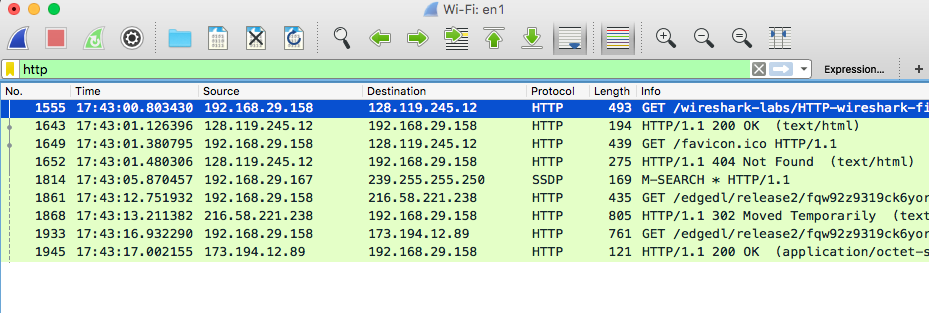 Wi-Fi: en1
http Expression... +
No. Time Source Destination Protocol Length Info
1555 17:43:00.803430 192.168.29.158 128.119.245.12 HTTP 493 GET /wireshark-labs/HTTP-wireshark-fi
1643 17:43:01.126396 128.119.245.12 192.168.29.158 HTTP 194 HTTP/1.1 200 OK (text/html)
1649 17:43:01.380795 192.168.29.158 128.119.245.12 HTTP 439 GET /favicon.ico HTTP/1.1
1652 17:43:01.480306 128.119.245.12 192.168.29.158 HTTP 275 HTTP/1.1 404 Not Found (text/html)
1814 17:43:05.870457 192.168.29.167 239.255.255.250 SSDP 169 M-SEARCH * HTTP/1.1
1861 17:43:12.751932 192.168.29.158 216.58.221.238 HTTP 435 GET /edgedl/release2/fqw92z9319ck6yor
1868 17:43:13.211382 216.58.221.238 192.168.29.158 HTTP 805 HTTP/1.1 302 Moved Temporarily (tex
1933 17:43:16.932290 192.168.29.158 173.194.12.89 HTTP 761 GET /edgedl/release2/fqw92z9319ck6yor
1945 17:43:17.002155 173.194.12.89 192.168.29.158 HTTP 121 HTTP/1.1 200 OK (application/octet-s